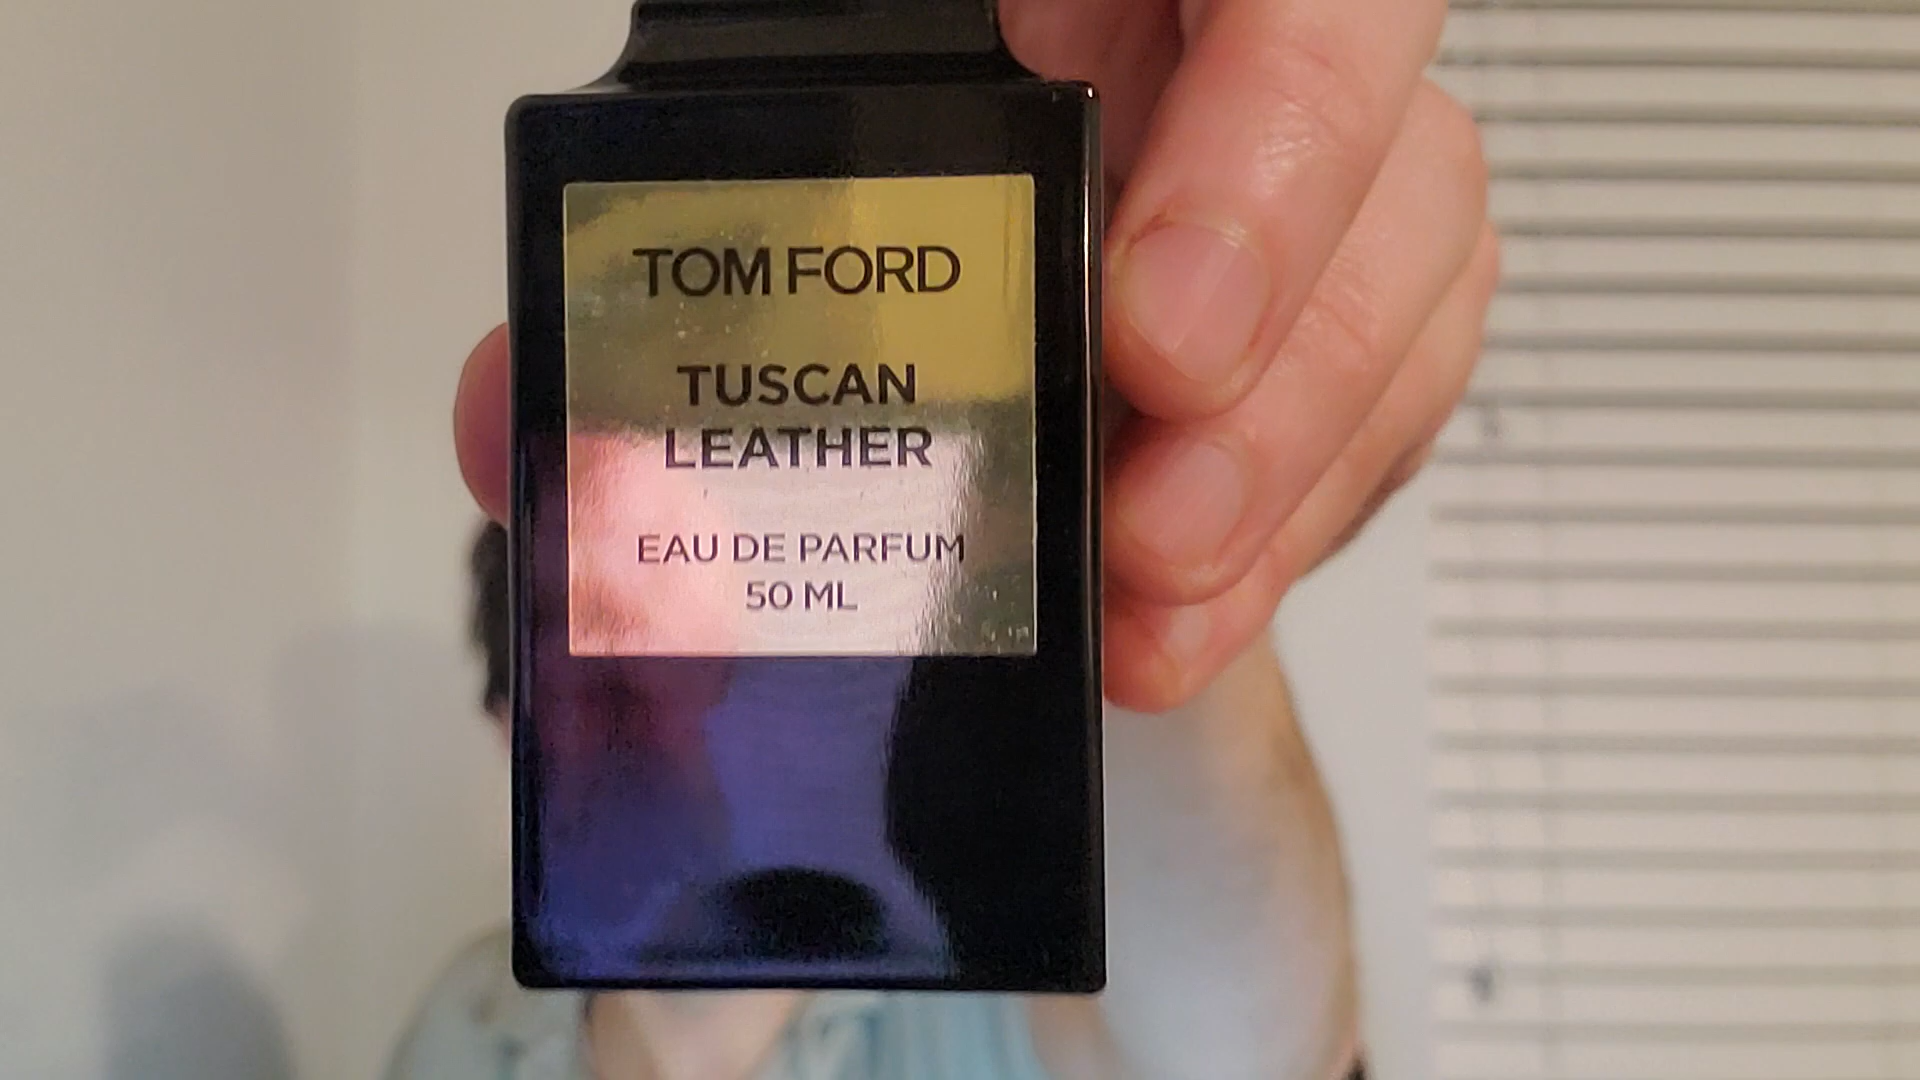 TOM FORD
TUSCAN
LEATHER
EAU DE PARFUM
50 ML